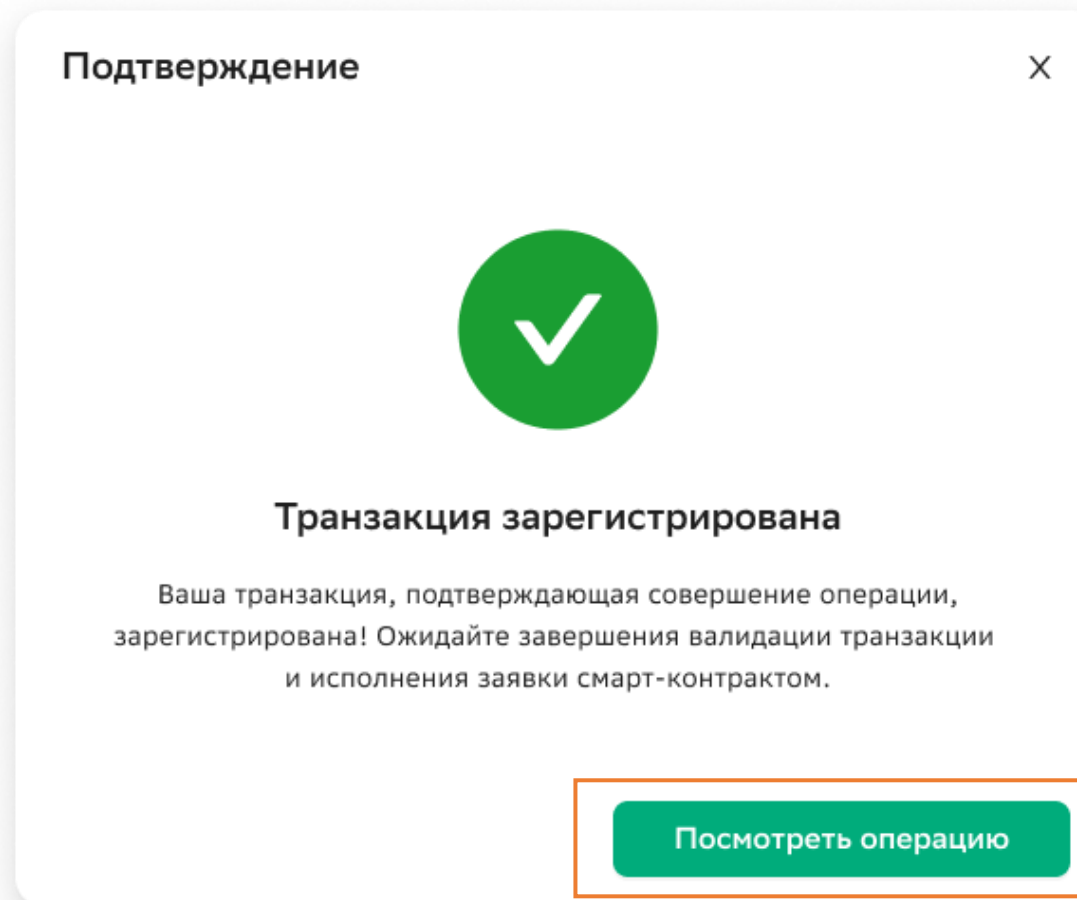 Подтверждение
X
Транзакция зарегистрирована
Ваша транзакция, подтверждающая совершение операции,
зарегистрирована! Ожидайте завершения валидации транзакции
и исполнения заявки смарт-контрактом.
Посмотреть операцию